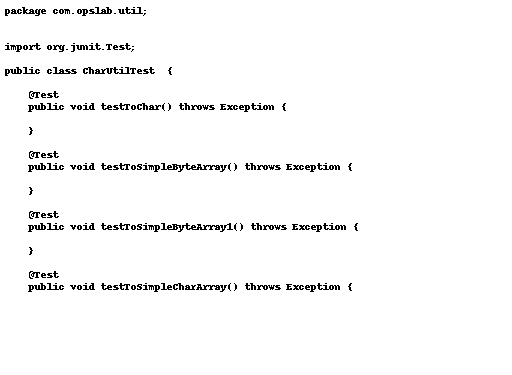 package com.opslab.util;
import org.junit.Test;
public class CharUtilTest  {
@Test
public void testToChar() throws Exception {
}
@Test
public void testToSimpleByteArray() throws Exception {
}
@Test
public void testToSimpleByteArray1() throws Exception {
}
@Test
public void testToSimpleCharArray() throws Exception {